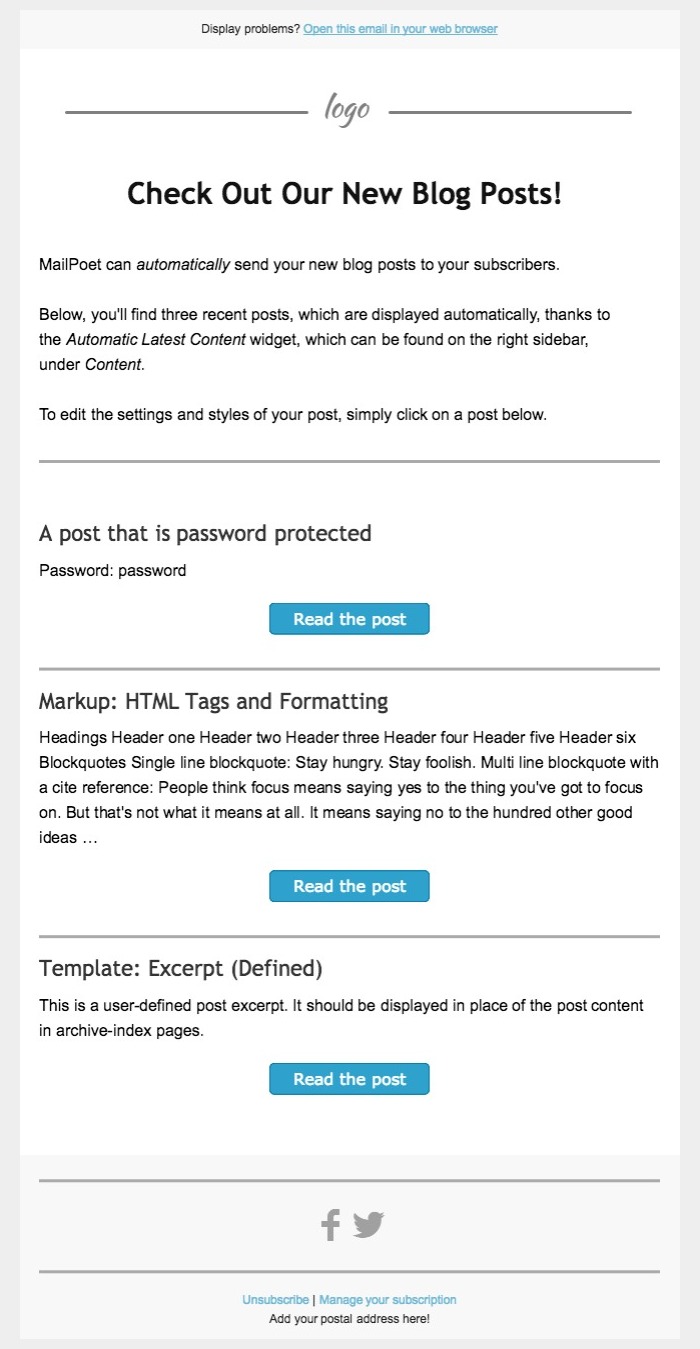 Display problems? Open this email in your web browser
logo
Check Out Our New Blog Posts!
MailPoet can automatically send your new blog posts to your subscribers.
Below, you'll find three recent posts, which are displayed automatically, thanks to
the Automatic Latest Content widget, which can be found on the right sidebar,
under Content.
To edit the settings and styles of your post, simply click on a post below.
A post that is password protected
Password: password
Read the post
Markup: HTML Tags and Formatting
Headings Header one Header two Header three Header four Header five Header six
Blockquotes Single line blockquote: Stay hungry. Stay foolish. Multi line blockquote with
a cite reference: People think focus means saying yes to the thing you've got to focus
on. But that's not what it means at all. It means saying no to the hundred other good
ideas …
Read the post
Template: Excerpt (Defined)
This is a user-defined post excerpt. It should be displayed in place of the post content
in archive-index pages.
Read the post
Unsubscribe | Manage your subscription
Add your postal address here!